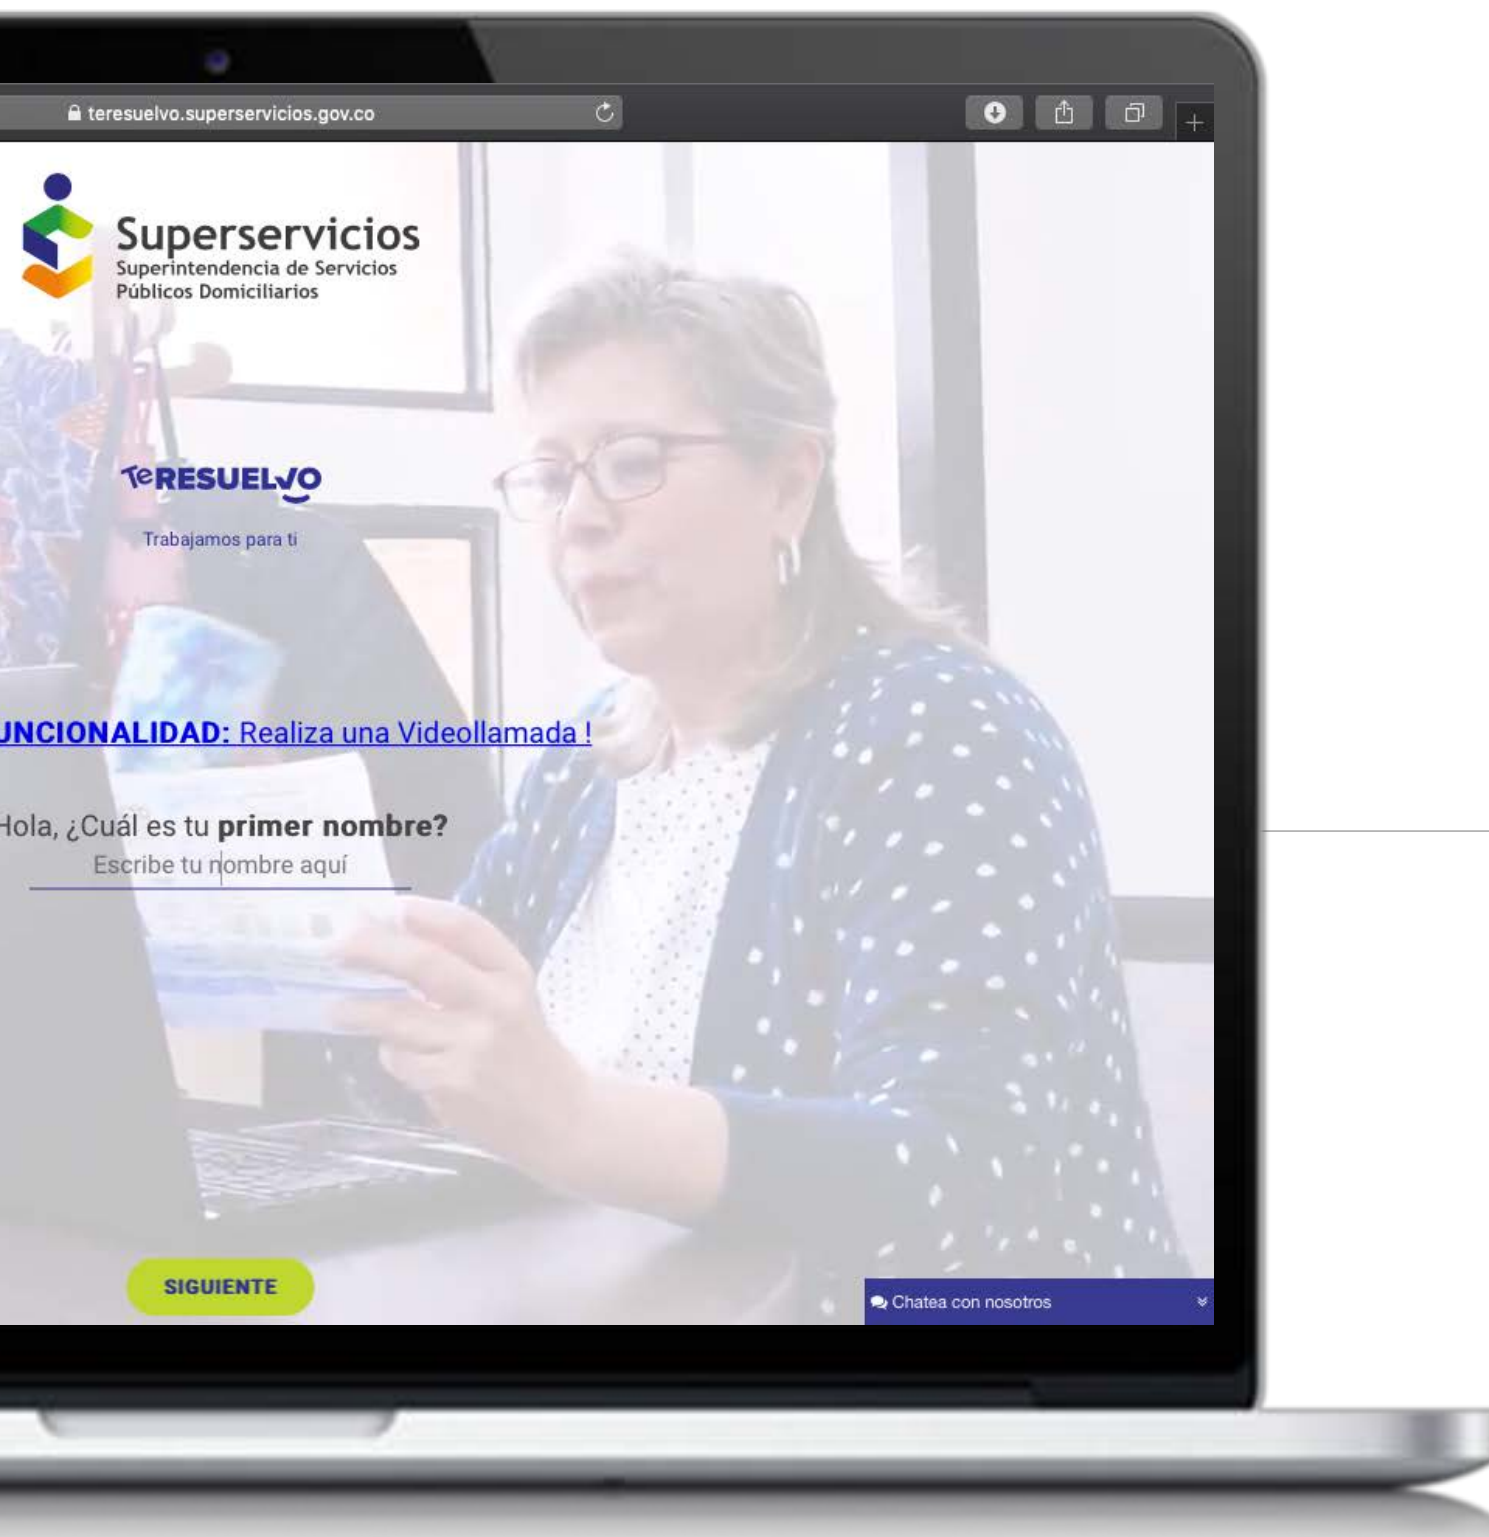 teresuelvo.superservicios.gov.co
Superservicios
Superintendencia de Servicios
Públicos Domiciliarios
TeRESUELVO
Trabajamos para ti
UNCIONALIDAD: Realiza una Videollamada !
Hola, ¿Cuál es tu primer nombre?
Escribe tu nombre aquí
SIGUIENTE
Chatea con nosotros